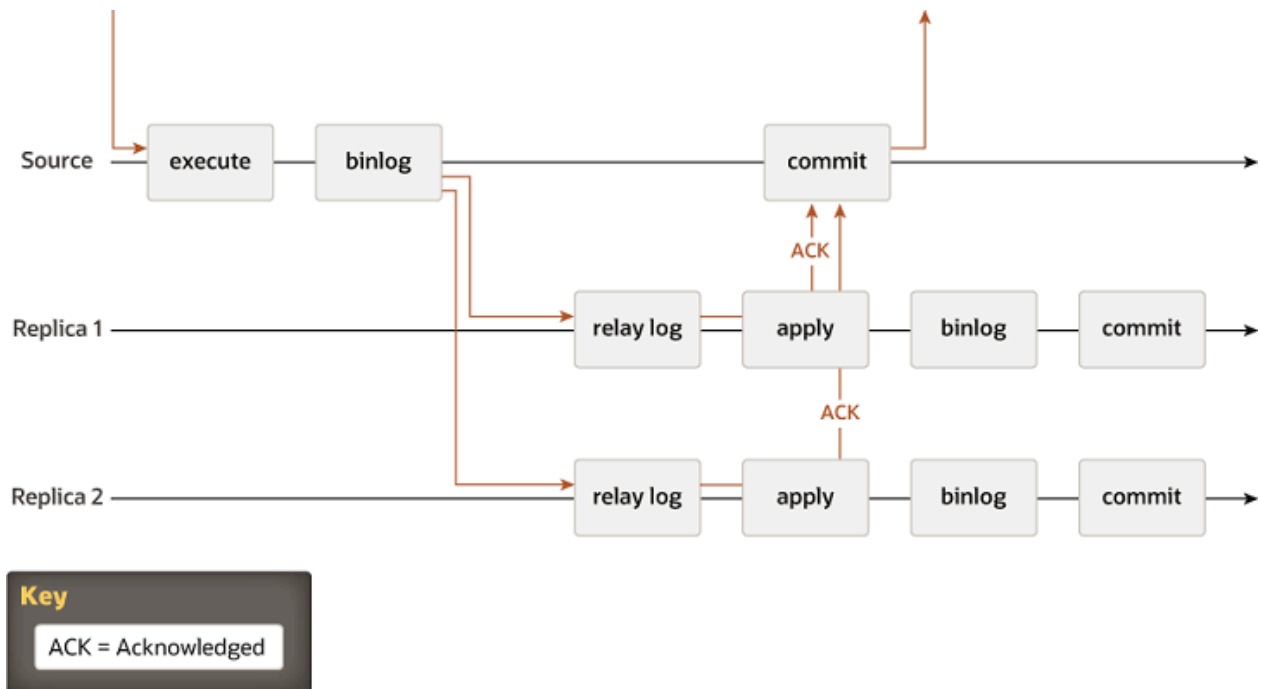 Source
execute
binlog
commit
ACK
Replica 1
relay log
apply
binlog
commit
ACK
Replica 2
relay log
apply
binlog
commit
Key
ACK = Acknowledged